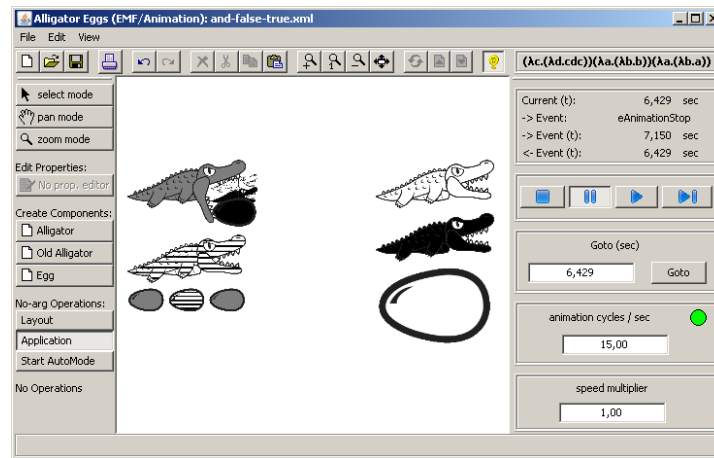 Alligator Eggs (EMF/Animation): and-false-true.xml
File Edit View
(λc.(λd.cdc))(λa.(λb.b))(λa.(λb.a))
select mode
pan mode
zoom mode
Edit Properties:
No prop. editor
Create Components:
Alligator
Old Alligator
Egg
No-arg Operations:
Layout
Application
Start AutoMode
No Operations
Current (t): 6,429 sec
-> Event: eAnimationStop
-> Event (t): 7,150 sec
<- Event (t): 6,429 sec
Goto (sec)
6,429 Goto
animation cycles / sec
15,00
speed multiplier
1,00